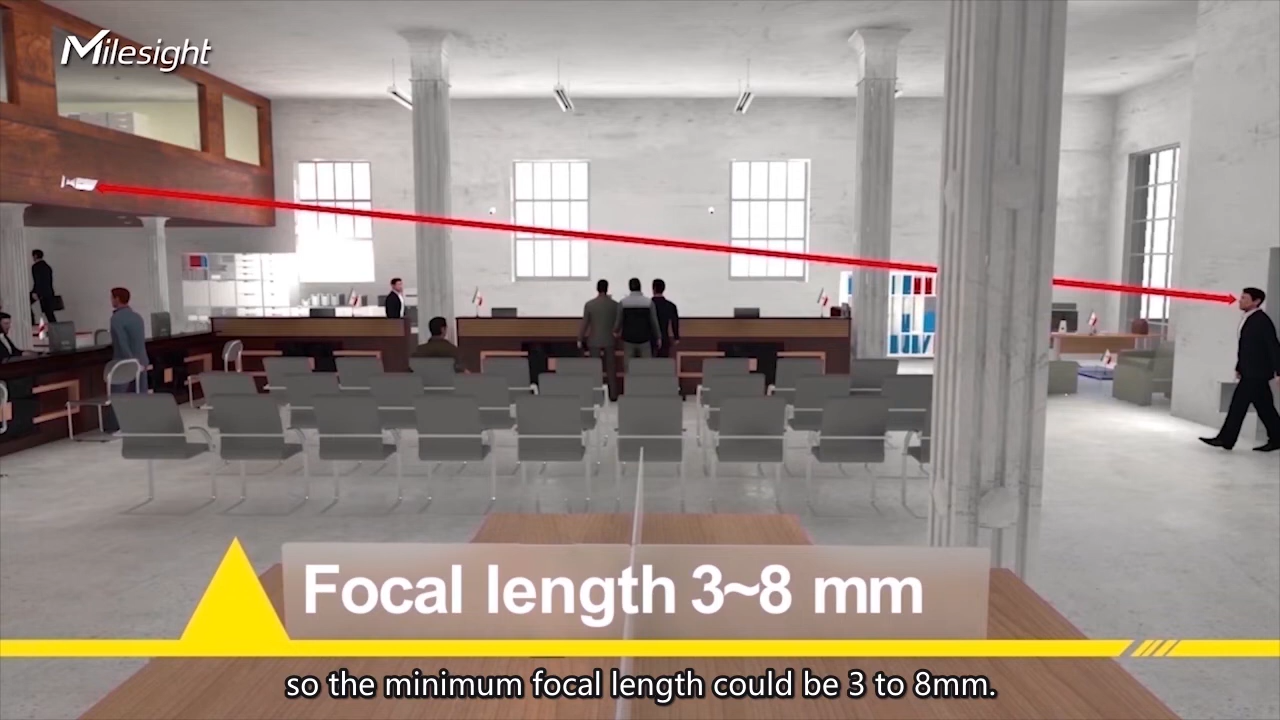 Milesight
Focal length 3~8 mm
so the minimum focal length could be 3 to 8mm.